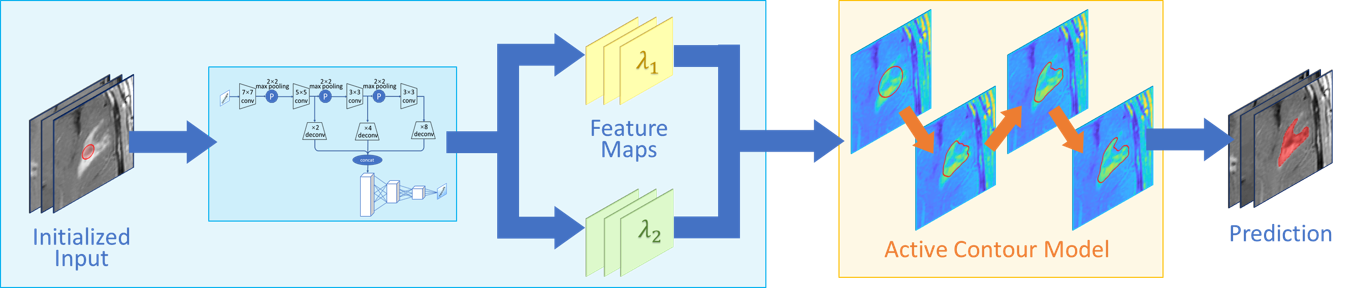 Initialized
Input
7×7
conv
2×2
max pooling
P
5×5
conv
2×2
max pooling
P
3×3
conv
2×2
max pooling
P
3×3
conv
×2
deconv
×4
deconv
×8
deconv
concat
λ₁
Feature
Maps
λ₂
Active Contour Model
Prediction